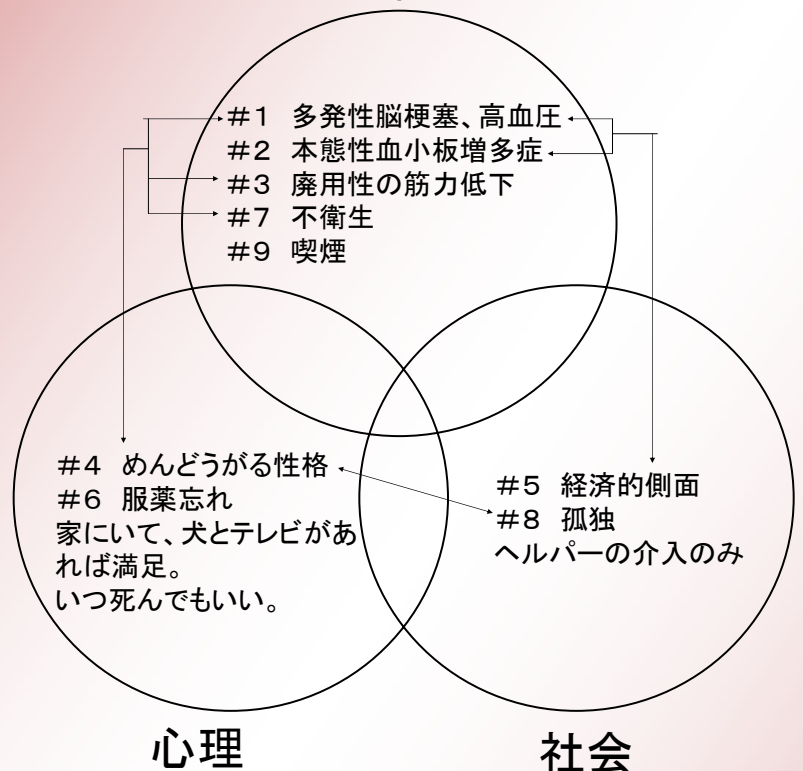 #1 多発性脳梗塞、高血圧
#2 本態性血小板増多症
#3 廃用性の筋力低下
#7 不衛生
#9 喫煙
#4 めんどうがる性格
#6 服薬忘れ
家にいて、犬とテレビがあ
れば満足。
いつ死んでもいい。
#5 経済的側面
#8 孤独
ヘルパーの介入のみ
心理
社会